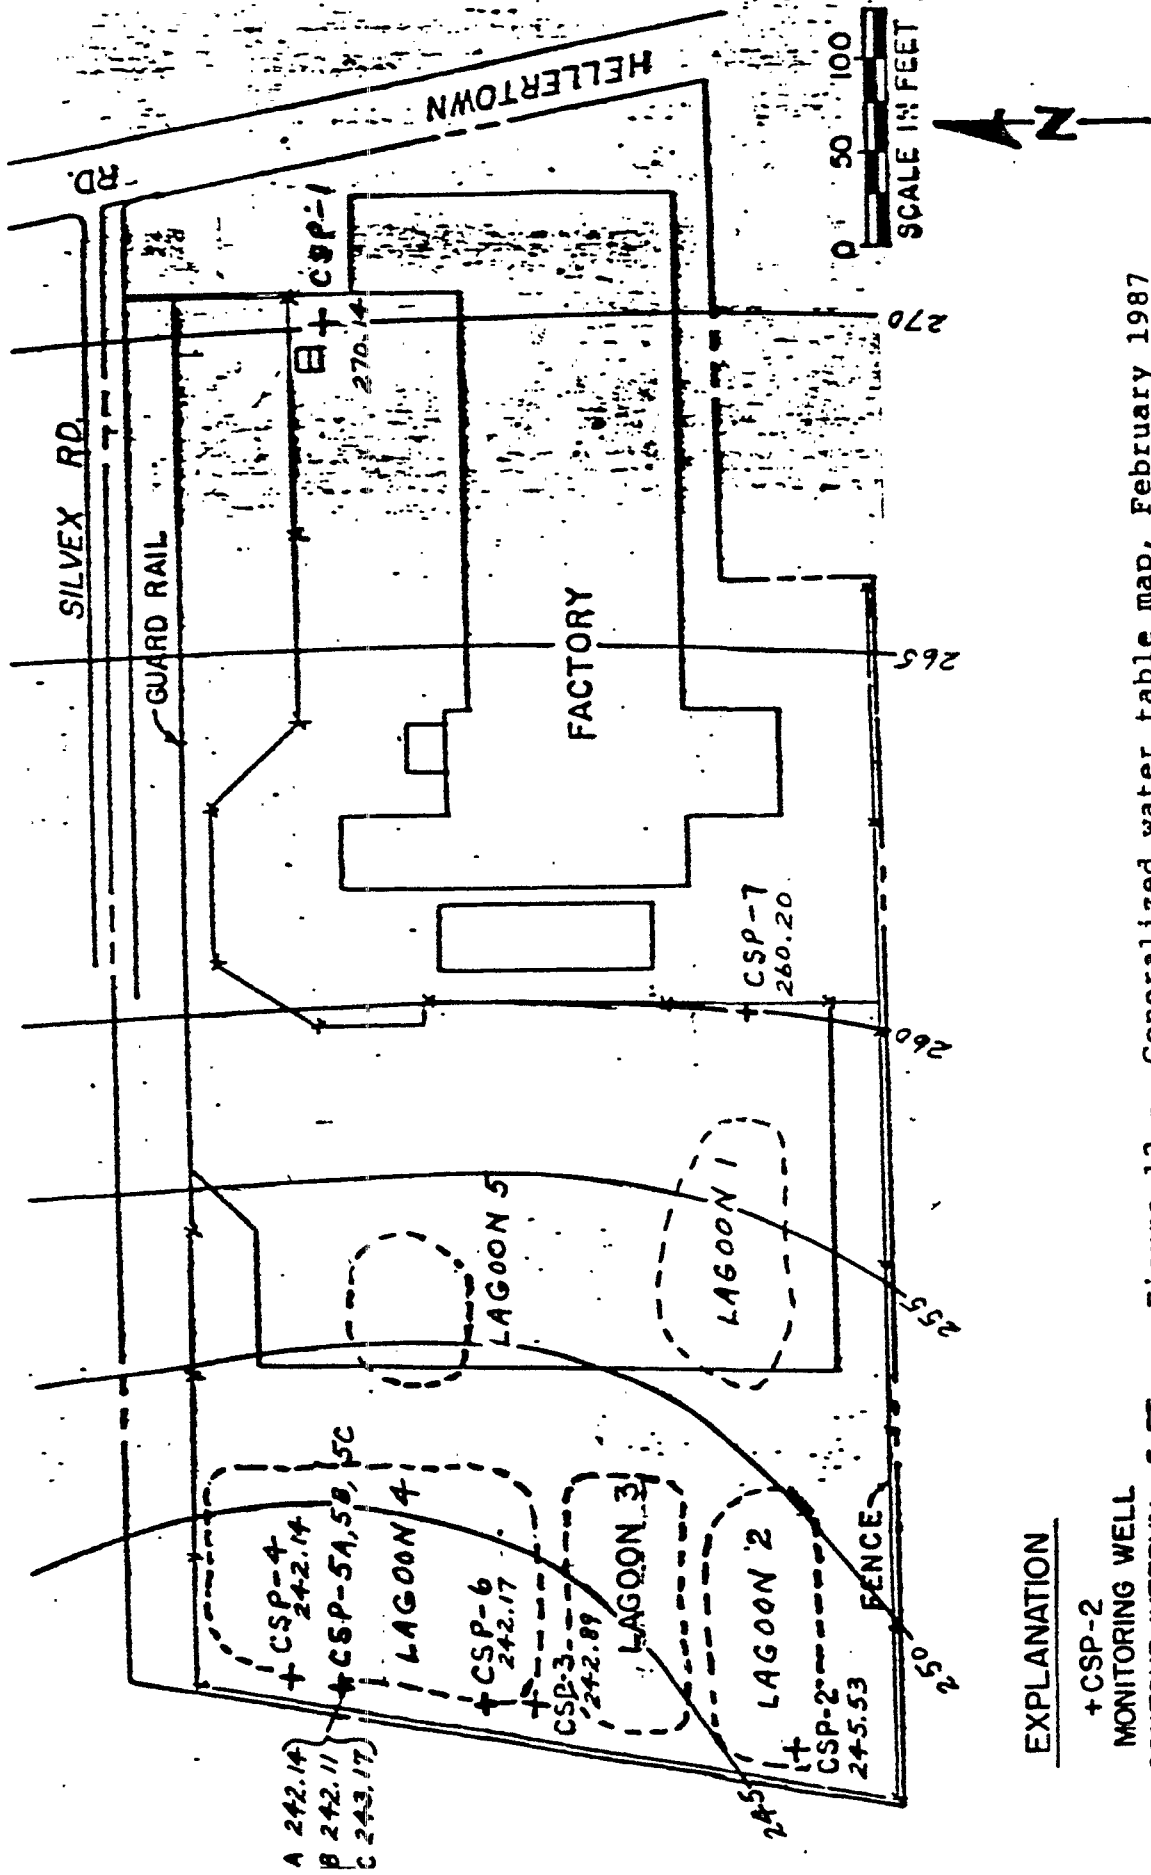 SILVEX RD.
GUARD RAIL
HELLERTOWN
RD.
CSP-1
270.14
FACTORY
CSP-7
260.20
LAGOON 5
LAGOON 1
CSP-4
242.14
CSP-5A, 5B, 5C
LAGOON 4
A 242.14
B 242.11
C 243.17
CSP-6
242.17
CSP-3
242.89
LAGOON 3
LAGOON 2
CSP-2
245.53
FENCE
245
250
255
260
265
270
0 50 100
SCALE IN FEET
N
EXPLANATION
+CSP-2
MONITORING WELL
Generalized water table map, February 1987